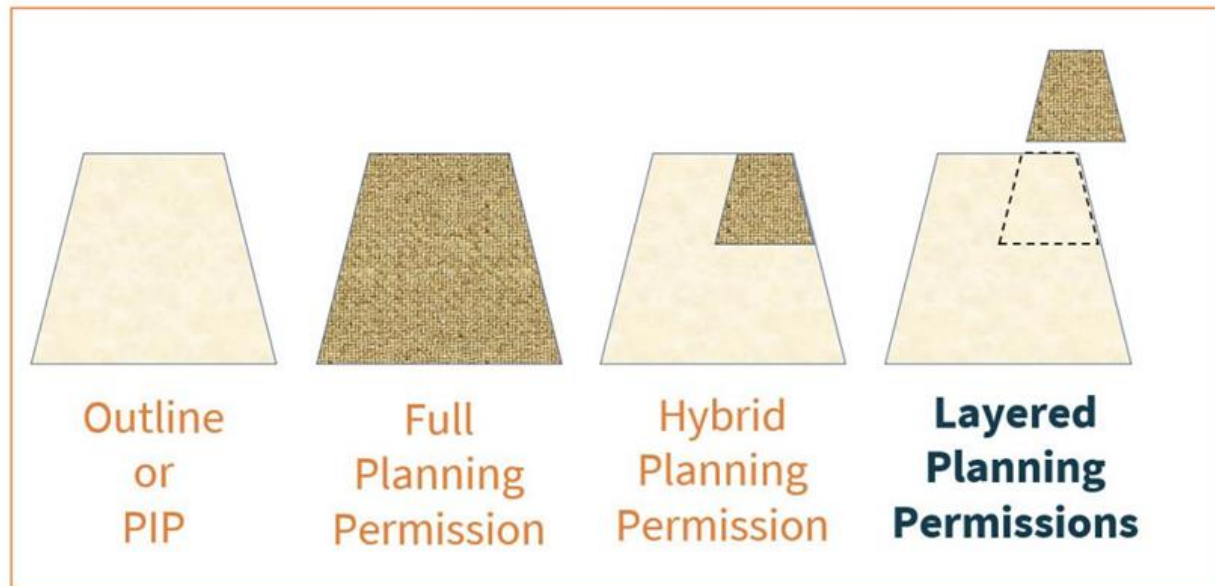 Outline
or
PIP
Full
Planning
Permission
Hybrid
Planning
Permission
Layered
Planning
Permissions